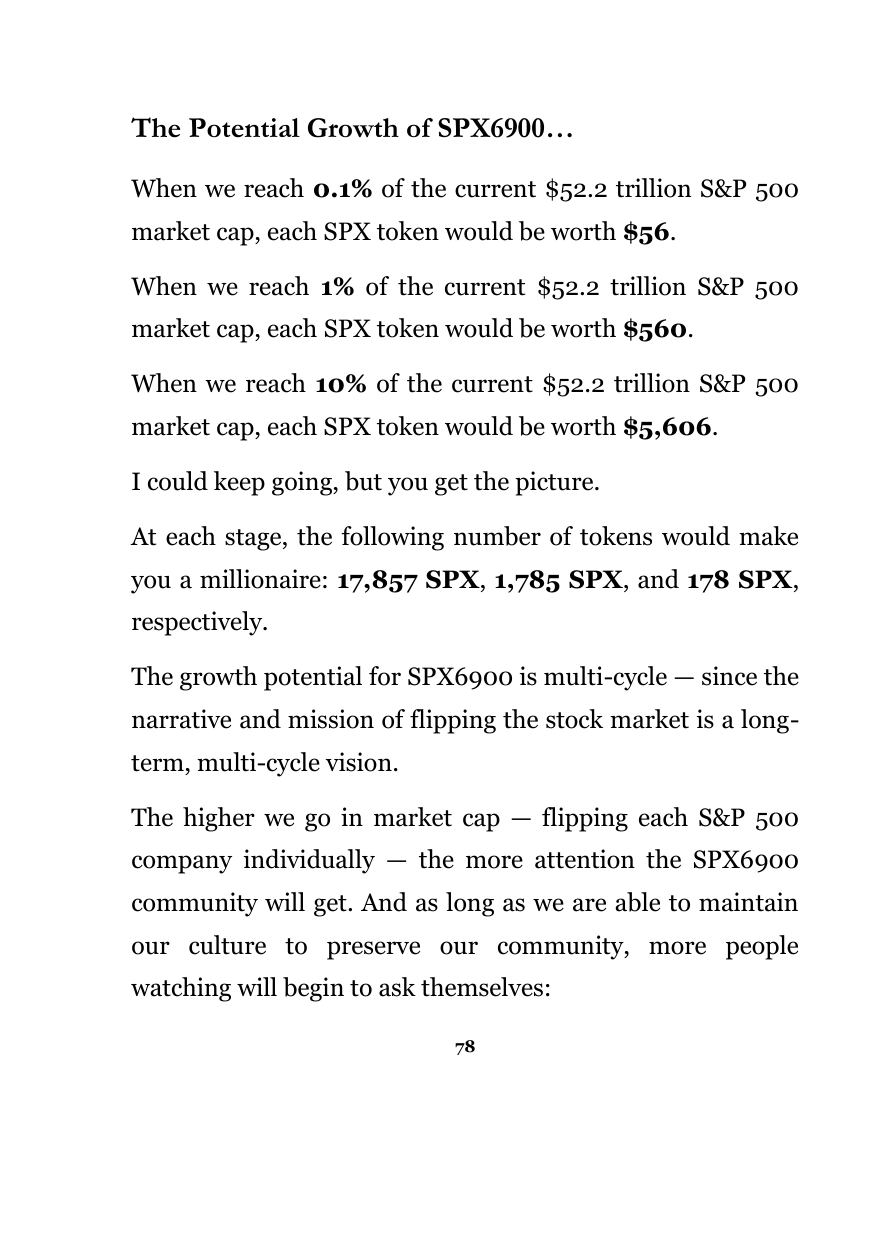 The Potential Growth of SPX6900…
When we reach 0.1% of the current $52.2 trillion S&P 500
market cap, each SPX token would be worth $56.
When we reach 1% of the current $52.2 trillion S&P 500
market cap, each SPX token would be worth $560.
When we reach 10% of the current $52.2 trillion S&P 500
market cap, each SPX token would be worth $5,606.
I could keep going, but you get the picture.
At each stage, the following number of tokens would make
you a millionaire: 17,857 SPX, 1,785 SPX, and 178 SPX,
respectively.
The growth potential for SPX6900 is multi-cycle — since the
narrative and mission of flipping the stock market is a long-
term, multi-cycle vision.
The higher we go in market cap — flipping each S&P 500
company individually — the more attention the SPX6900
community will get. And as long as we are able to maintain
our culture to preserve our community, more people
watching will begin to ask themselves:
78